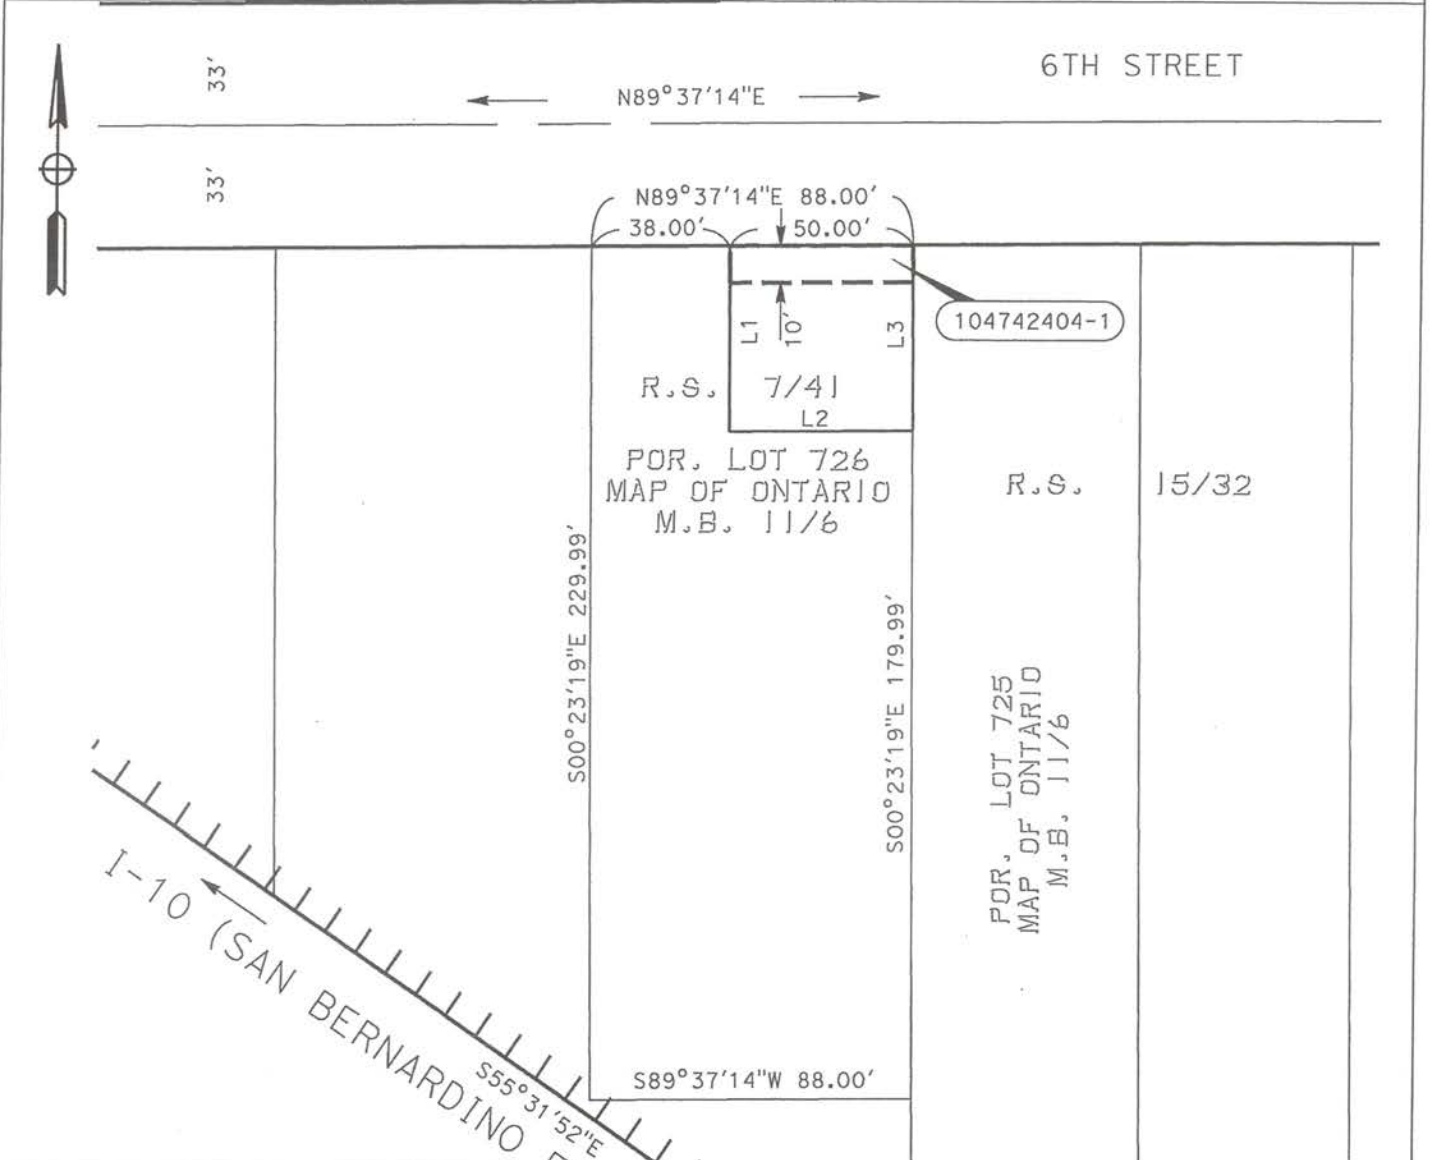 6TH STREET
33'
N89°37'14"E
33'
N89°37'14"E 88.00'
38.00'
50.00'
104742404-1
L1
10'
L3
R.S. 7/41
L2
POR. LOT 726
MAP OF ONTARIO
M.B. 11/6
R.S. 15/32
S00°23'19"E 229.99'
S00°23'19"E 179.99'
POR. LOT 725
MAP OF ONTARIO
M.B. 11/6
I-10 (SAN BERNARDINO
S55°31'52"E
S89°37'14"W 88.00'